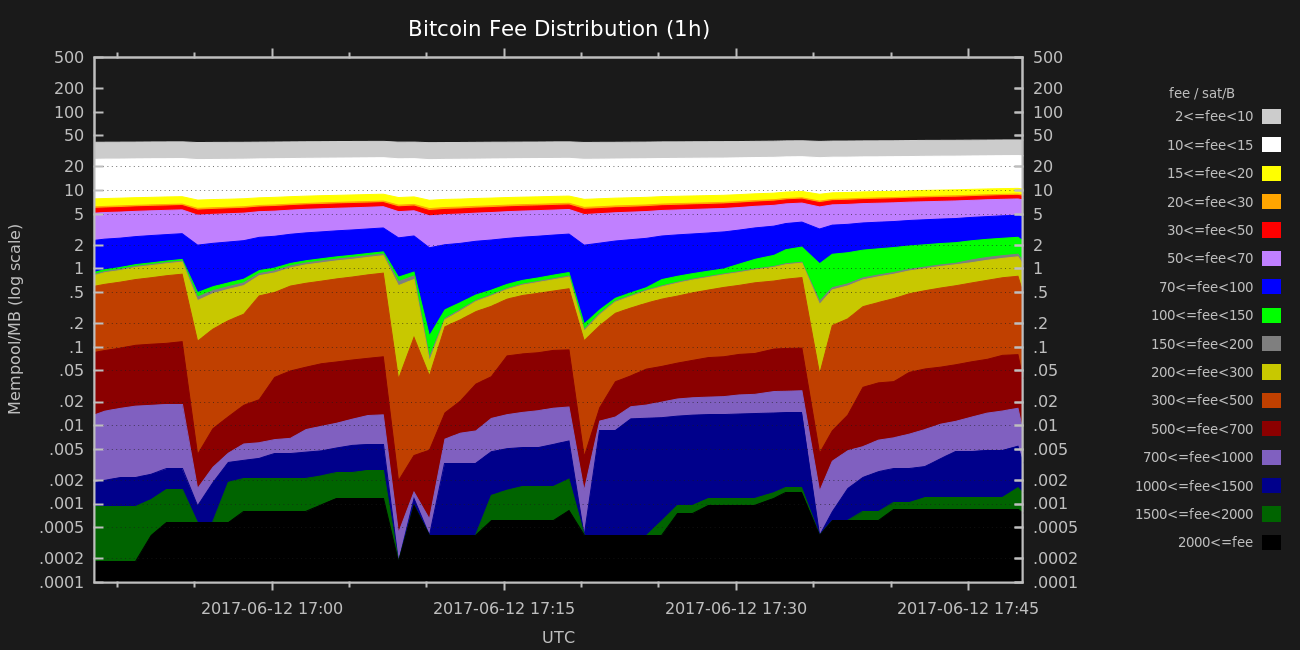 Bitcoin Fee Distribution (1h)
500 500
200 200
100 100
50 50
20 20
10 10
5 5
2 2
1 1
.5 .5
.2 .2
.1 .1
.05 .05
.02 .02
.01 .01
.005 .005
.002 .002
.001 .001
.0005 .0005
.0002 .0002
.0001 .0001
Mempool/MB (log scale)
2017-06-12 17:00 2017-06-12 17:15 2017-06-12 17:30 2017-06-12 17:45
UTC
fee / sat/B
2<=fee<10
10<=fee<15
15<=fee<20
20<=fee<30
30<=fee<50
50<=fee<70
70<=fee<100
100<=fee<150
150<=fee<200
200<=fee<300
300<=fee<500
500<=fee<700
700<=fee<1000
1000<=fee<1500
1500<=fee<2000
2000<=fee